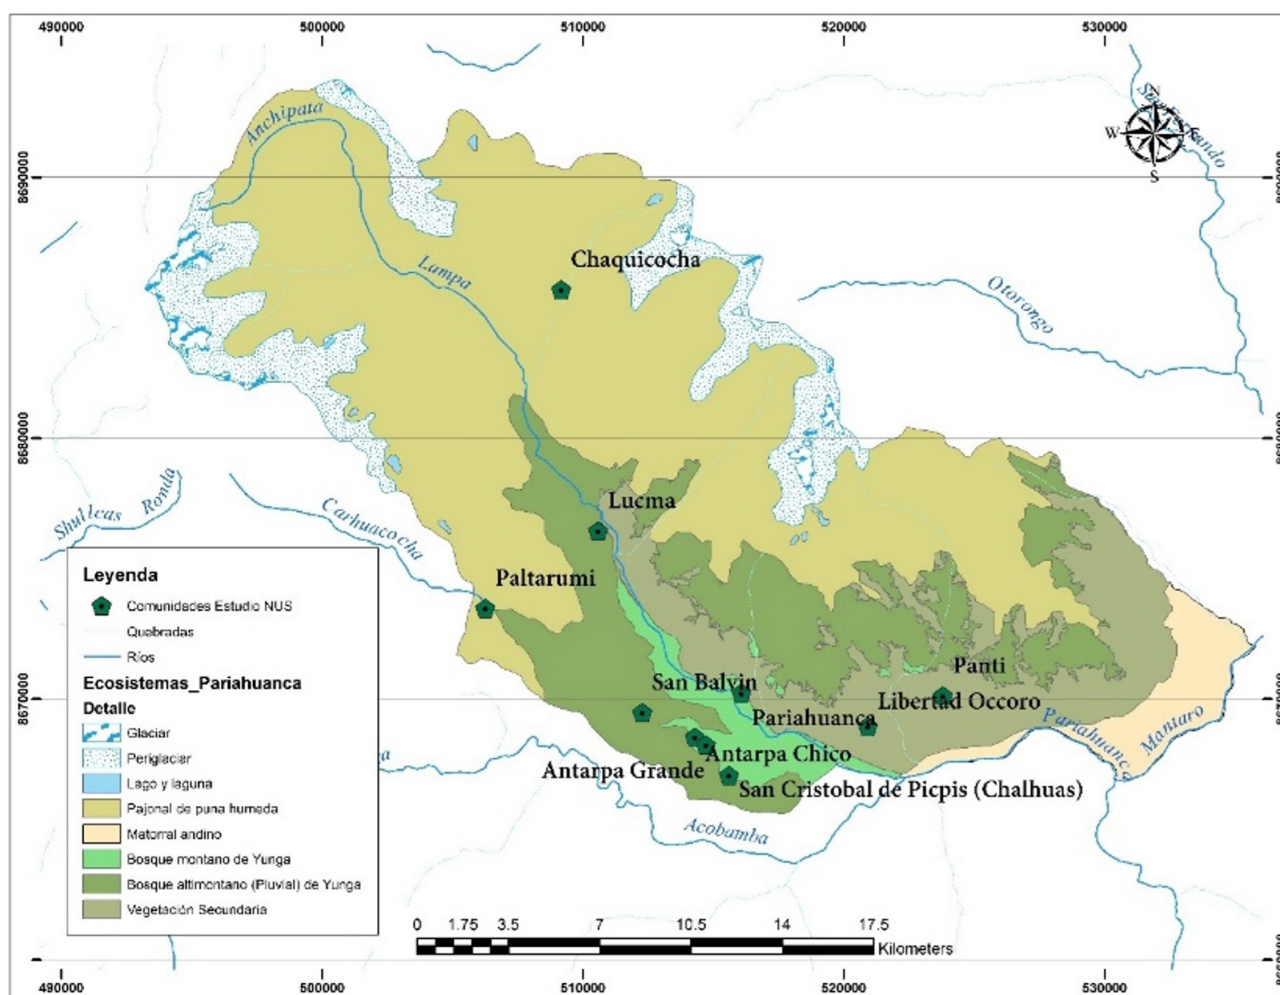 490000 500000 510000 520000 530000
San Fernando
N
W
S
Anchipata
8690000
Chaquicocha
Lampa
Otorongo
8680000
Lucma
Shullcas Ronda
Carhuacocha
Paltarumi
Panti
San Balvin
Libertad Occoro
8670000
Pariahuanca
Pariahuanca
Mantaro
Antarpa Chico
Antarpa Grande
San Cristobal de Picpis (Chalhuas)
Acobamba
Leyenda
Comunidades Estudio NUS
Quebradas
Ríos
Ecosistemas_Pariahuanca
Detalle
Glaciar
Periglaciar
Lago y laguna
Pajonal de puna humeda
Matorral andino
Bosque montano de Yunga
Bosque altimontano (Pluvial) de Yunga
Vegetación Secundaria
0 1.75 3.5 7 10.5 14 17.5
Kilometers
490000 500000 510000 520000 530000